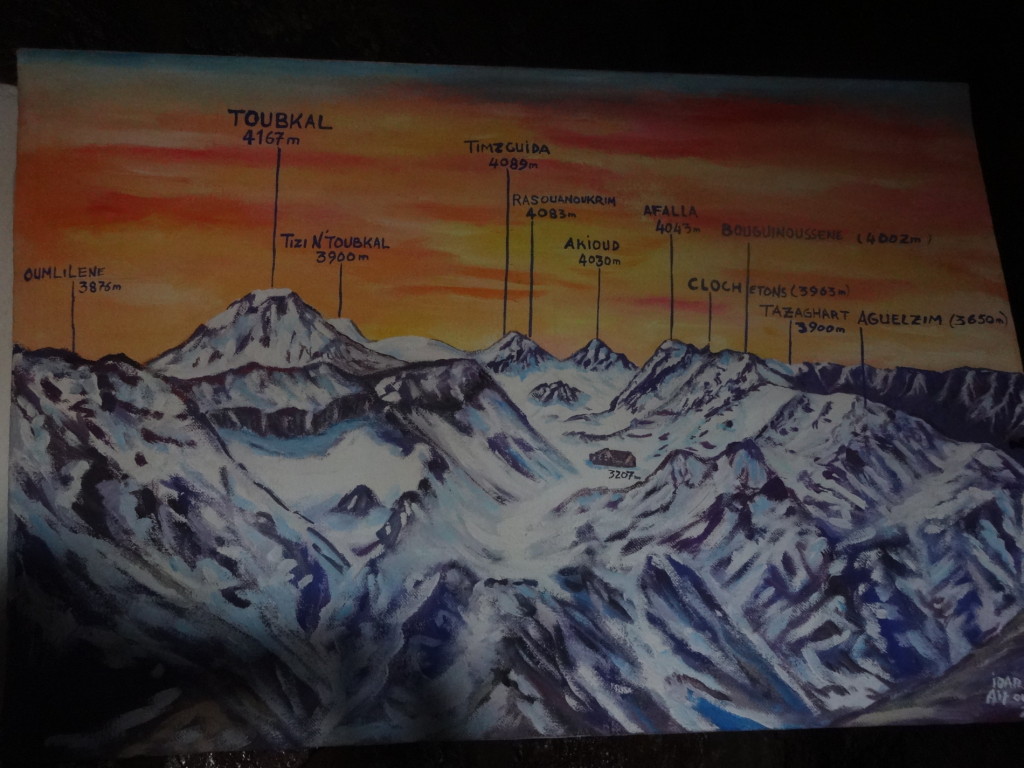 TOUBKAL
4167m
TIMZGUIDA
4089m
RASOUANOUKRIM
4083m
AFALLA
4043m
BOUGUINOUSSENE (4002m)
TIZI N'TOUBKAL
3900m
AKIOUD
4030m
OUMLILENE
3876m
CLOCHETONS (3963m)
TAZAGHART
3900m
AGUELZIM (3650m)
3207m